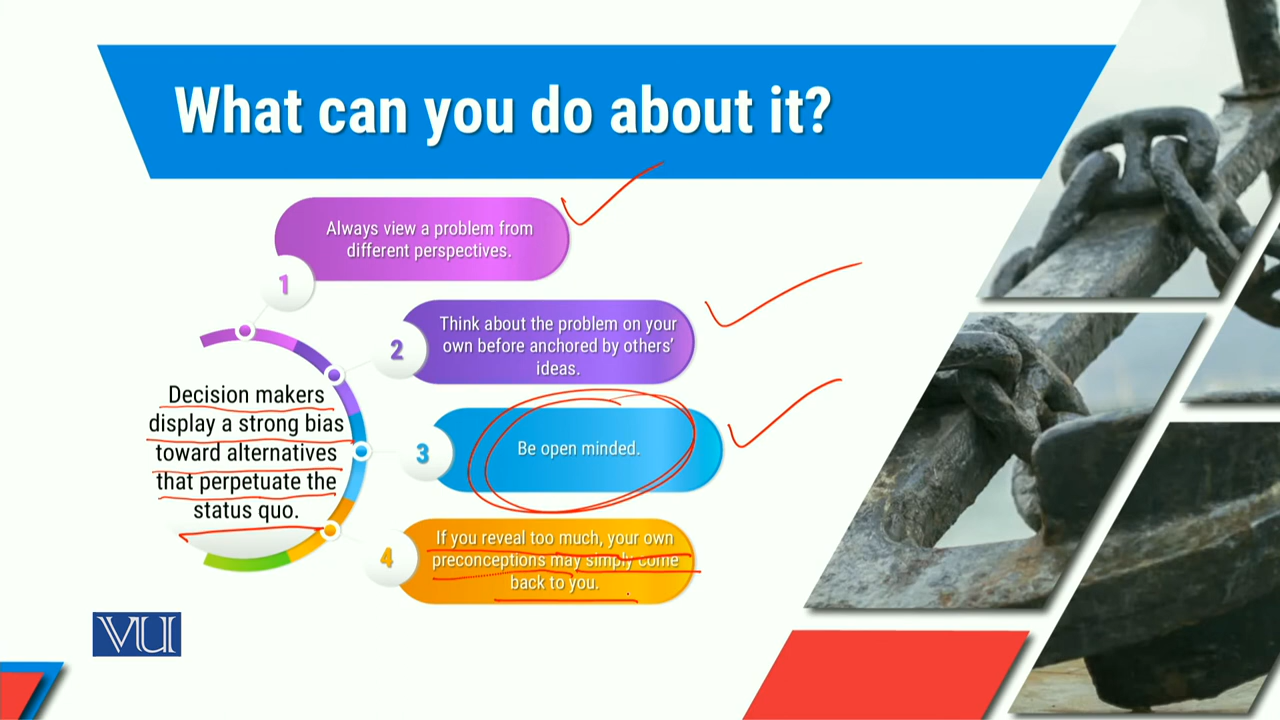 What can you do about it?
Always view a problem from
different perspectives.
1
Think about the problem on your
own before anchored by others’
ideas.
2
Decision makers
display a strong bias
toward alternatives
that perpetuate the
status quo.
Be open minded.
3
If you reveal too much, your own
preconceptions may simply come
back to you.
4
VU